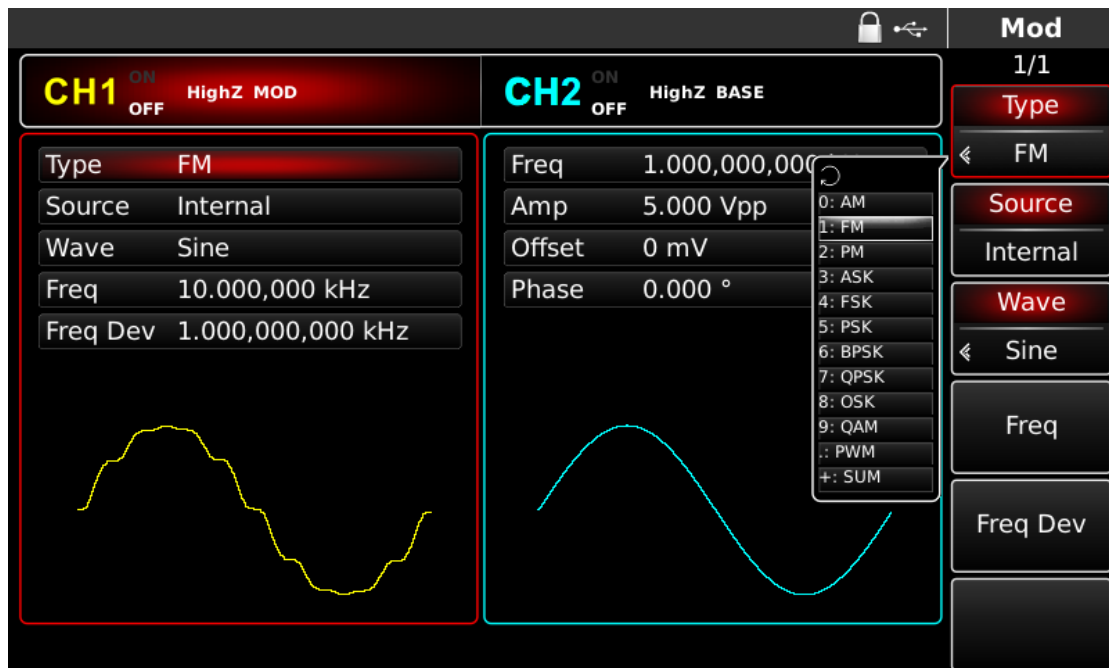 Mod
1/1
CH1 ON OFF HighZ MOD
CH2 ON OFF HighZ BASE
Type FM
Source Internal
Wave Sine
Freq 10.000,000 kHz
Freq Dev 1.000,000,000 kHz
Freq 1.000,000,000
Amp 5.000 Vpp
Offset 0 mV
Phase 0.000 °
0: AM
1: FM
2: PM
3: ASK
4: FSK
5: PSK
6: BPSK
7: QPSK
8: OSK
9: QAM
.: PWM
+: SUM
Type
FM
Source
Internal
Wave
Sine
Freq
Freq Dev